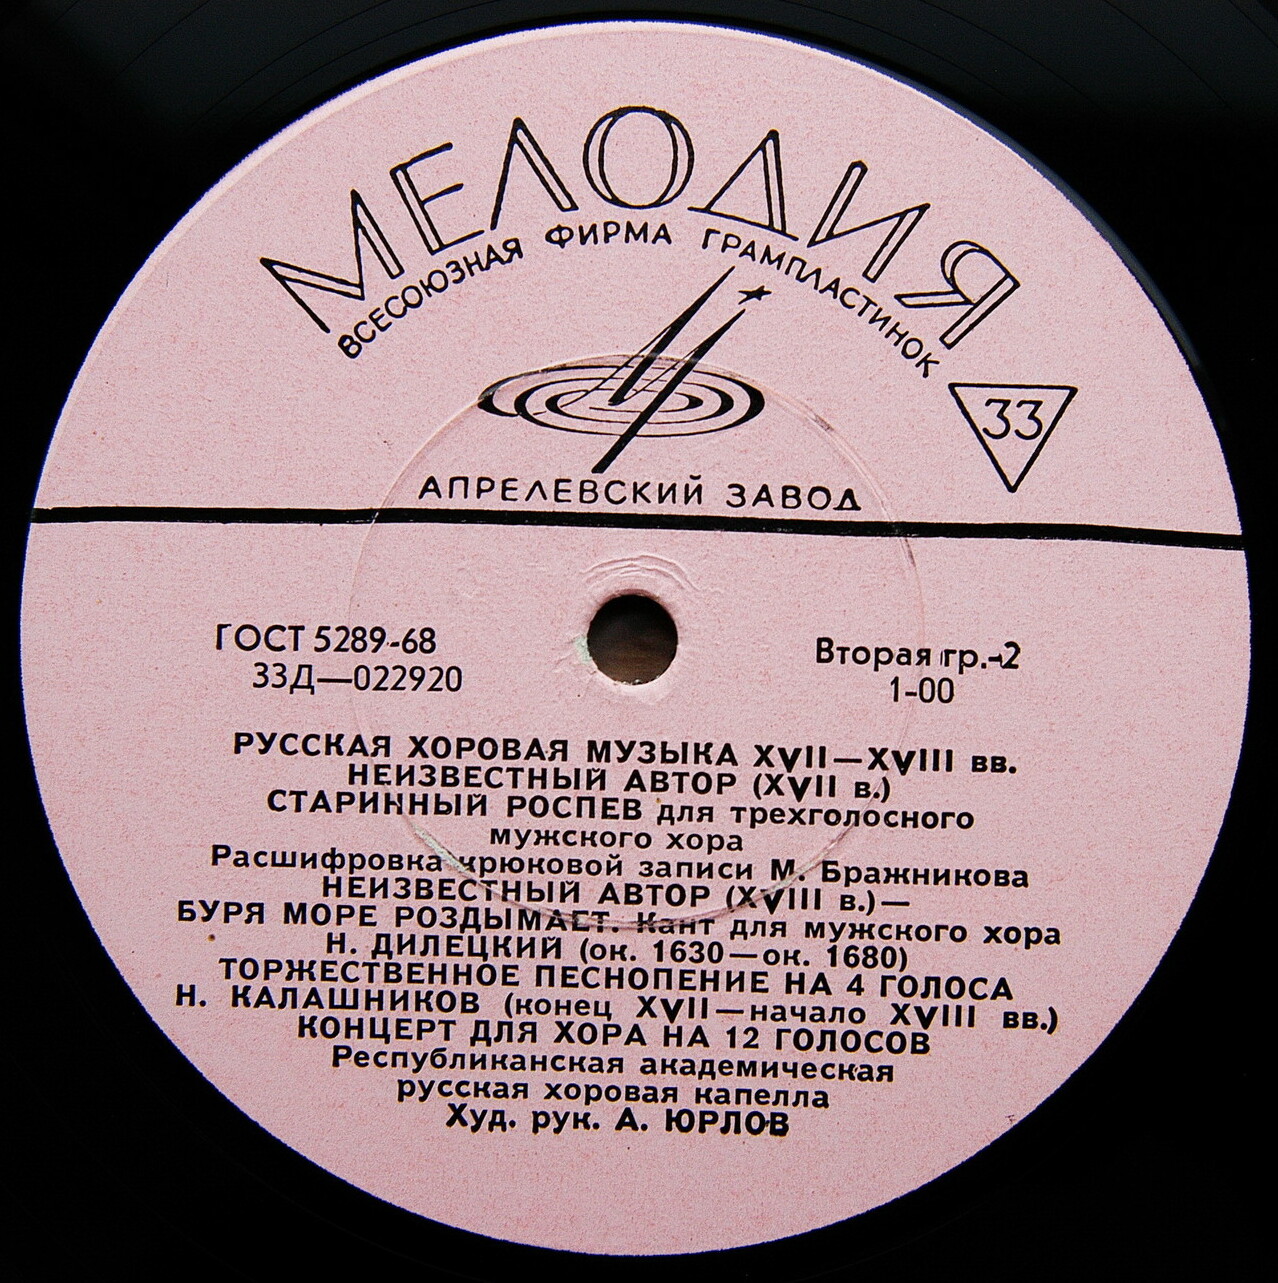 МЕЛОДИЯ
ВСЕСОЮЗНАЯ ФИРМА ГРАМПЛАСТИНОК
33
АПРЕЛЕВСКИЙ ЗАВОД
ГОСТ 5289-68
33Д—022920
Вторая гр.-2
1-00
РУССКАЯ ХОРОВАЯ МУЗЫКА XVII—XVIII вв.
НЕИЗВЕСТНЫЙ АВТОР (XVII в.)
СТАРИННЫЙ РОСПЕВ для трехголосного
мужского хора
Расшифровка крюковой записи М. Бражникова
НЕИЗВЕСТНЫЙ АВТОР (XVIII в.)—
БУРЯ МОРЕ РОЗДЫМАЕТ. Кант для мужского хора
Н. ДИЛЕЦКИЙ (ок. 1630—ок. 1680)
ТОРЖЕСТВЕННОЕ ПЕСНОПЕНИЕ НА 4 ГОЛОСА
Н. КАЛАШНИКОВ (конец XVII—начало XVIII вв.)
КОНЦЕРТ ДЛЯ ХОРА НА 12 ГОЛОСОВ
Республиканская академическая
русская хоровая капелла
Худ. рук. А. ЮРЛОВ